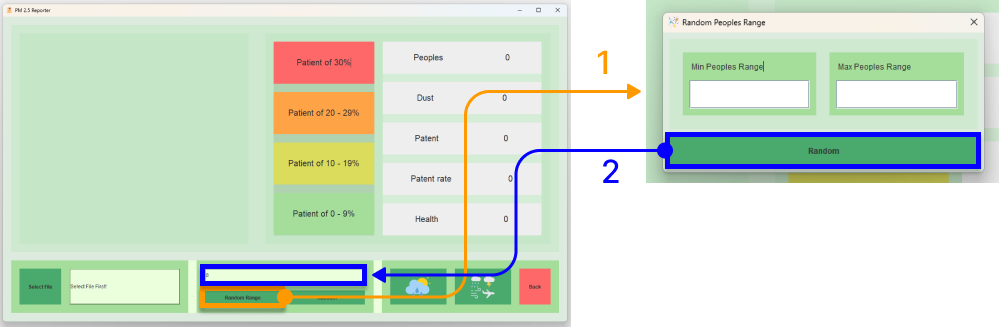 PM 2.5 Reporter
Patient of 30%
Patient of 20 - 29%
Patient of 10 - 19%
Patient of 0 - 9%
Peoples 0
Dust 0
Patent 0
Patent rate 0
Health 0
Select File
Select File First!
0
Random Range
Back
1
2
Random Peoples Range
Min Peoples Range
Max Peoples Range
Random